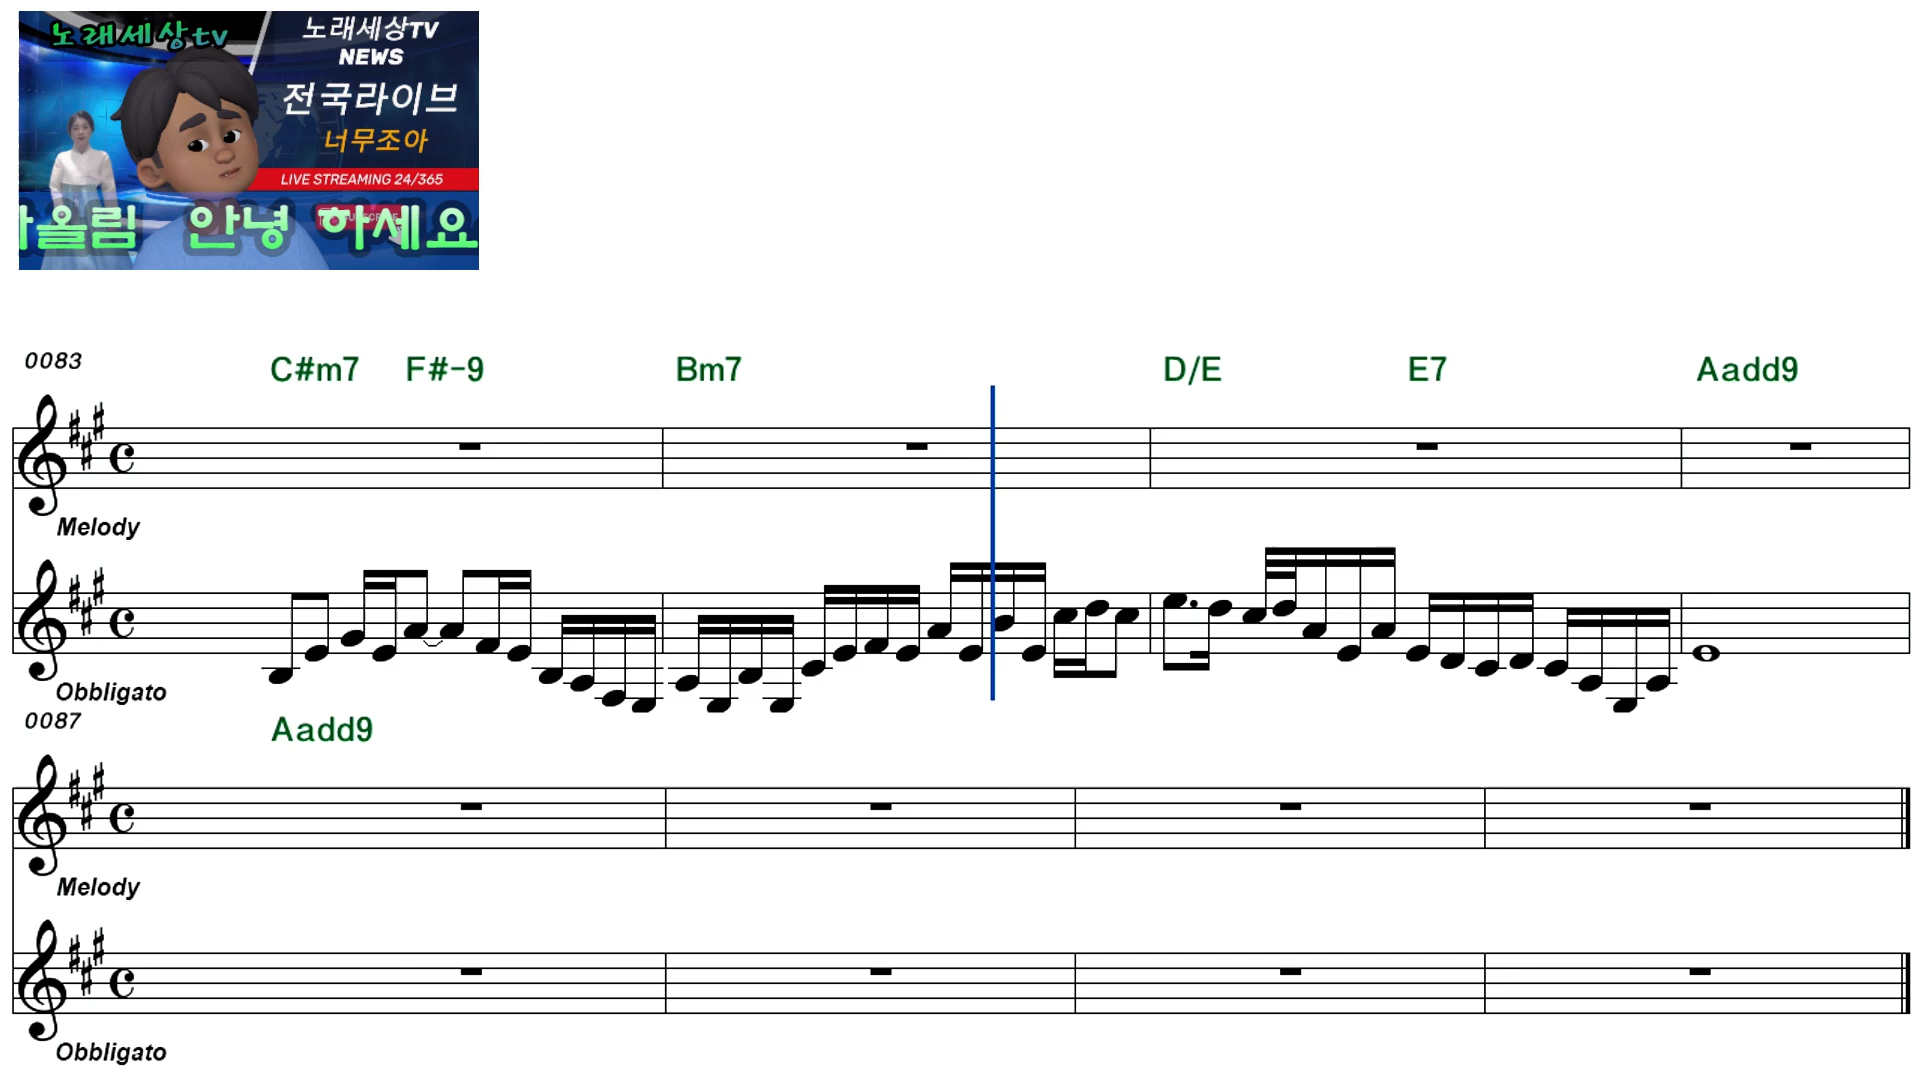 노래세상tv
노래세상TV
NEWS
전국라이브
너무조아
LIVE STREAMING 24/365
올림 안녕 하세요
0083
C#m7 F#-9 Bm7 D/E E7 Aadd9
Melody
Obbligato
0087
Aadd9
Melody
Obbligato